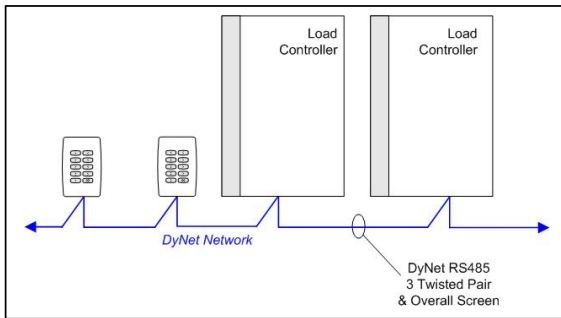 Load
Controller
Load
Controller
DyNet Network
DyNet RS485
3 Twisted Pair
& Overall Screen